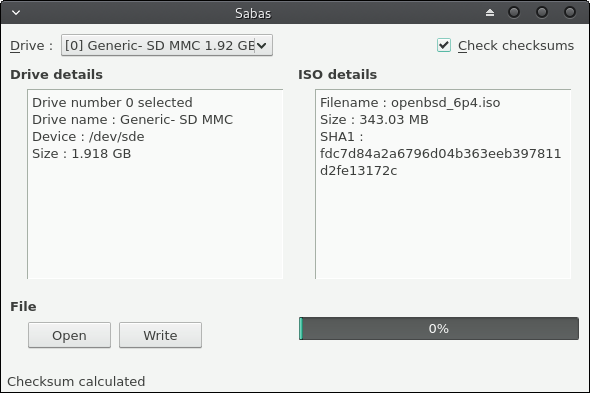 Sabas
Drive : [0] Generic- SD MMC 1.92 GB
Check checksums
Drive details
Drive number 0 selected
Drive name : Generic- SD MMC
Device : /dev/sde
Size : 1.918 GB
ISO details
Filename : openbsd_6p4.iso
Size : 343.03 MB
SHA1 :
fdc7d84a2a6796d04b363eeb397811
d2fe13172c
File
Open
Write
0%
Checksum calculated